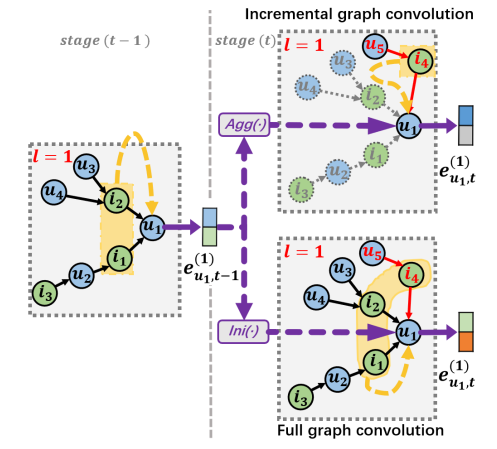 Incremental graph convolution
stage (t − 1)
stage (t)
l = 1
u₅
i₄
u₃
u₄
i₂
u₁
i₁
u₂
i₃
e⁽¹⁾u₁,t
Agg(·)
l = 1
u₃
u₄
i₂
u₁
i₁
u₂
i₃
e⁽¹⁾u₁,t−1
Ini(·)
l = 1
u₅
i₄
u₃
u₄
i₂
u₁
i₁
u₂
i₃
e⁽¹⁾u₁,t
Full graph convolution